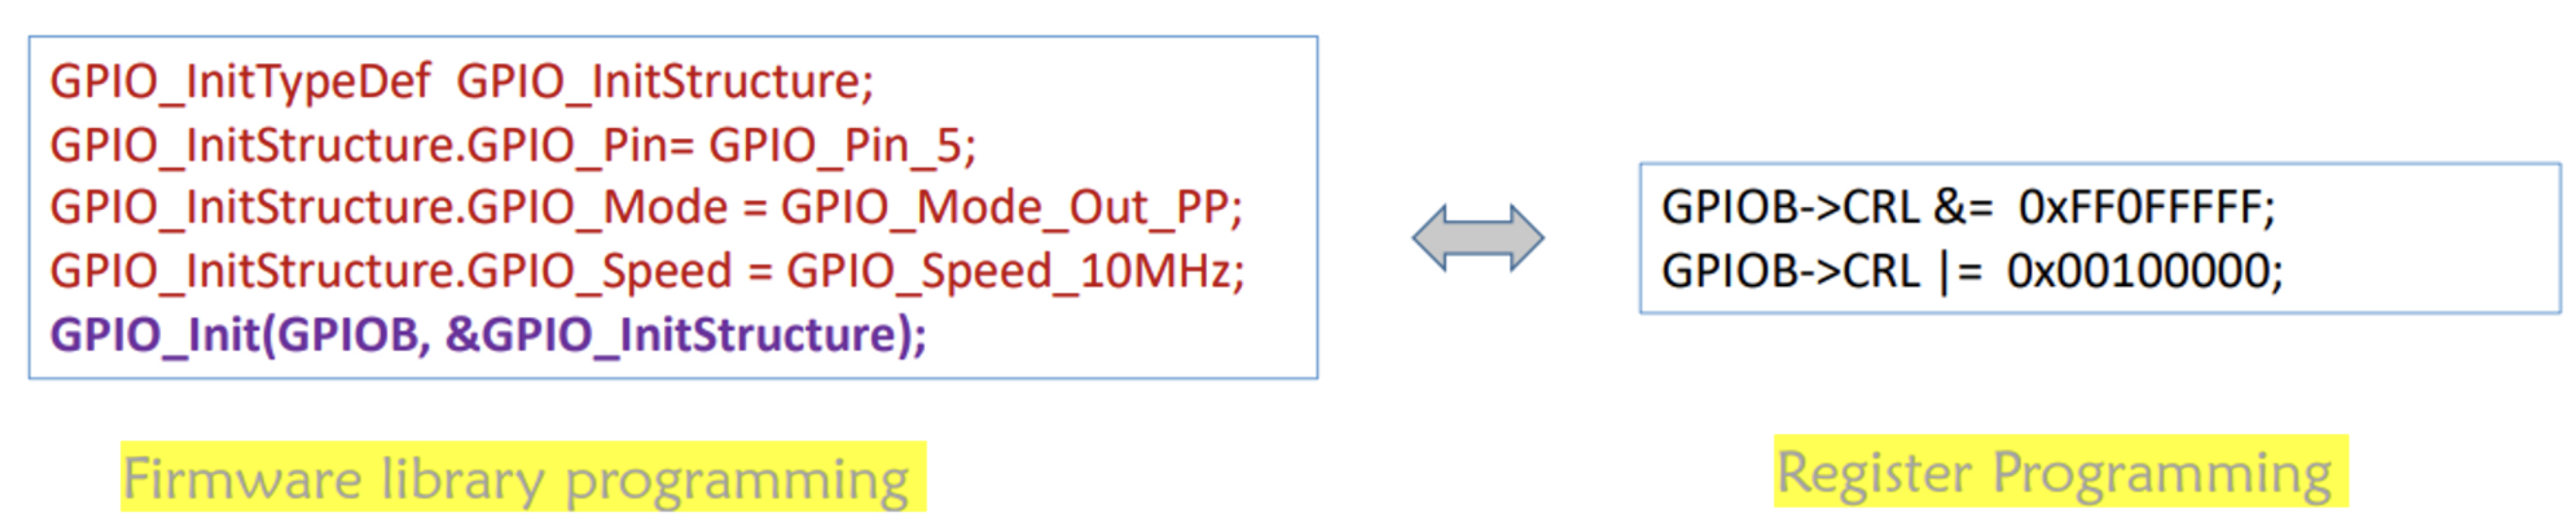 GPIO_InitTypeDef GPIO_InitStructure;
GPIO_InitStructure.GPIO_Pin= GPIO_Pin_5;
GPIO_InitStructure.GPIO_Mode = GPIO_Mode_Out_PP;
GPIO_InitStructure.GPIO_Speed = GPIO_Speed_10MHz;
GPIO_Init(GPIOB, &GPIO_InitStructure);
Firmware library programming
GPIOB->CRL &= 0xFF0FFFFF;
GPIOB->CRL |= 0x00100000;
Register Programming